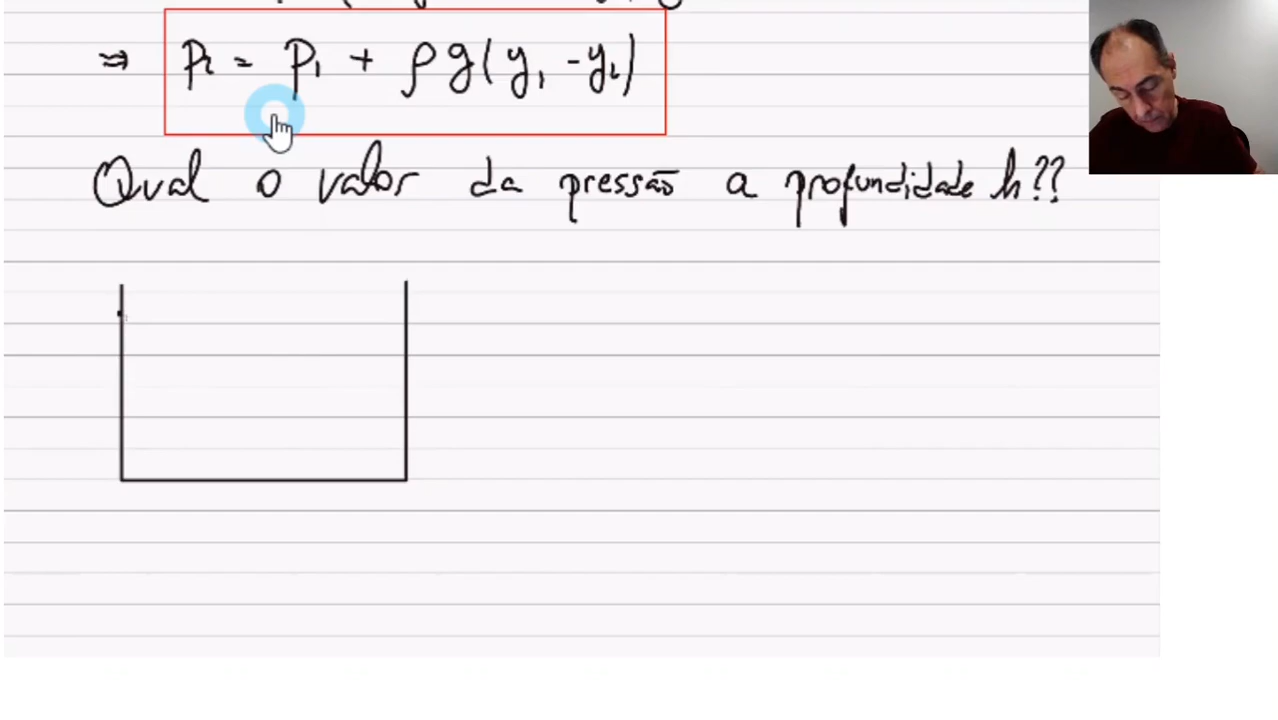 ⇒ p₂ = p₁ + ρg(y₁ - y₂)
Qual o valor da pressão a profundidade h??